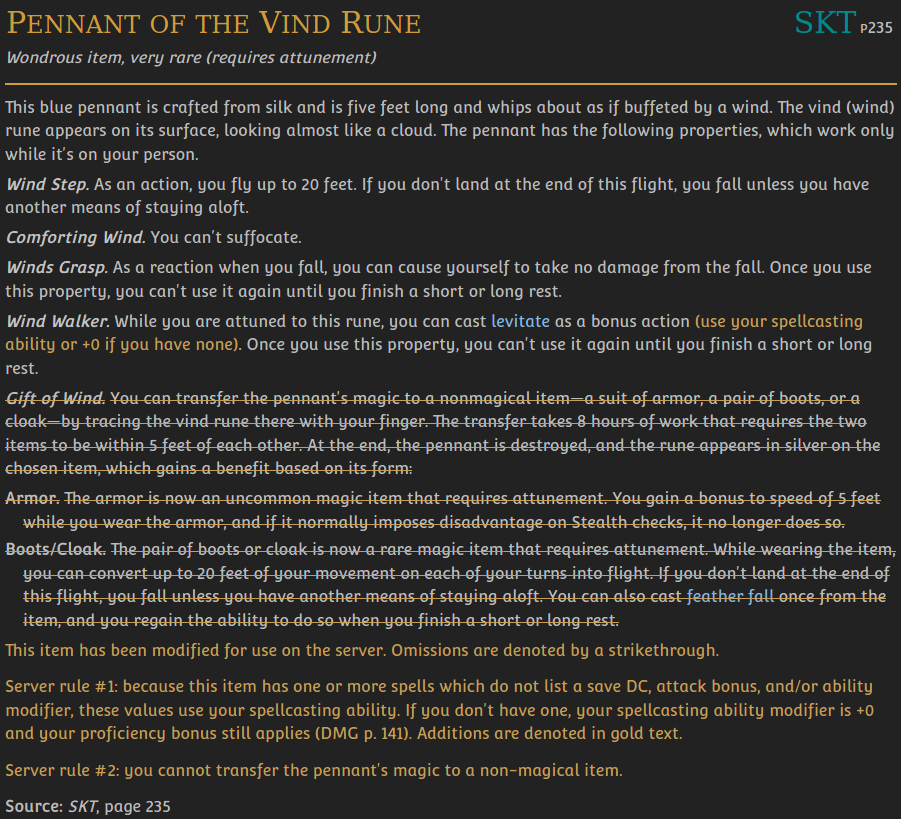 Pennant of the Vind Rune SKT p235
Wondrous item, very rare (requires attunement)
This blue pennant is crafted from silk and is five feet long and whips about as if buffeted by a wind. The vind (wind)
rune appears on its surface, looking almost like a cloud. The pennant has the following properties, which work only
while it's on your person.
Wind Step. As an action, you fly up to 20 feet. If you don't land at the end of this flight, you fall unless you have
another means of staying aloft.
Comforting Wind. You can't suffocate.
Winds Grasp. As a reaction when you fall, you can cause yourself to take no damage from the fall. Once you use
this property, you can't use it again until you finish a short or long rest.
Wind Walker. While you are attuned to this rune, you can cast levitate as a bonus action (use your spellcasting
ability or +0 if you have none). Once you use this property, you can't use it again until you finish a short or long
rest.
Gift of Wind. You can transfer the pennant's magic to a nonmagical item—a suit of armor, a pair of boots, or a
cloak—by tracing the vind rune there with your finger. The transfer takes 8 hours of work that requires the two
items to be within 5 feet of each other. At the end, the pennant is destroyed, and the rune appears in silver on the
chosen item, which gains a benefit based on its form:
Armor. The armor is now an uncommon magic item that requires attunement. You gain a bonus to speed of 5 feet
while you wear the armor, and if it normally imposes disadvantage on Stealth checks, it no longer does so.
Boots/Cloak. The pair of boots or cloak is now a rare magic item that requires attunement. While wearing the item,
you can convert up to 20 feet of your movement on each of your turns into flight. If you don't land at the end of
this flight, you fall unless you have another means of staying aloft. You can also cast feather fall once from the
item, and you regain the ability to do so when you finish a short or long rest.
This item has been modified for use on the server. Omissions are denoted by a strikethrough.
Server rule #1: because this item has one or more spells which do not list a save DC, attack bonus, and/or ability
modifier, these values use your spellcasting ability. If you don't have one, your spellcasting ability modifier is +0
and your proficiency bonus still applies (DMG p. 141). Additions are denoted in gold text.
Server rule #2: you cannot transfer the pennant's magic to a non-magical item.
Source: SKT, page 235